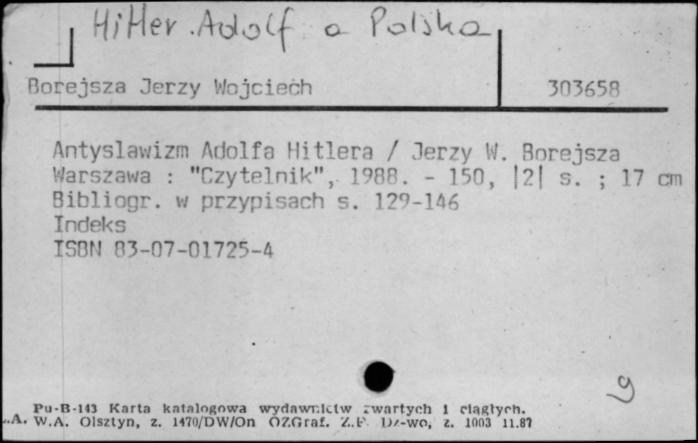 Hitler Adolf a Polska
Borejsza Jerzy Wojciech 303658
Antyslawizm Adolfa Hitlera / Jerzy W. Borejsza
Warszawa : "Czytelnik", 1988. - 150, |2| s. ; 17 cm
Bibliogr. w przypisach s. 129-146
Indeks
ISBN 83-07-01725-4
Pu-B-143 Karta katalogowa wydawnictw zwartych i ciągłych.
W.A. Olsztyn, z. 1470/DW/On OZGraf. Z.P. Dz-wo, z. 1003 11.87